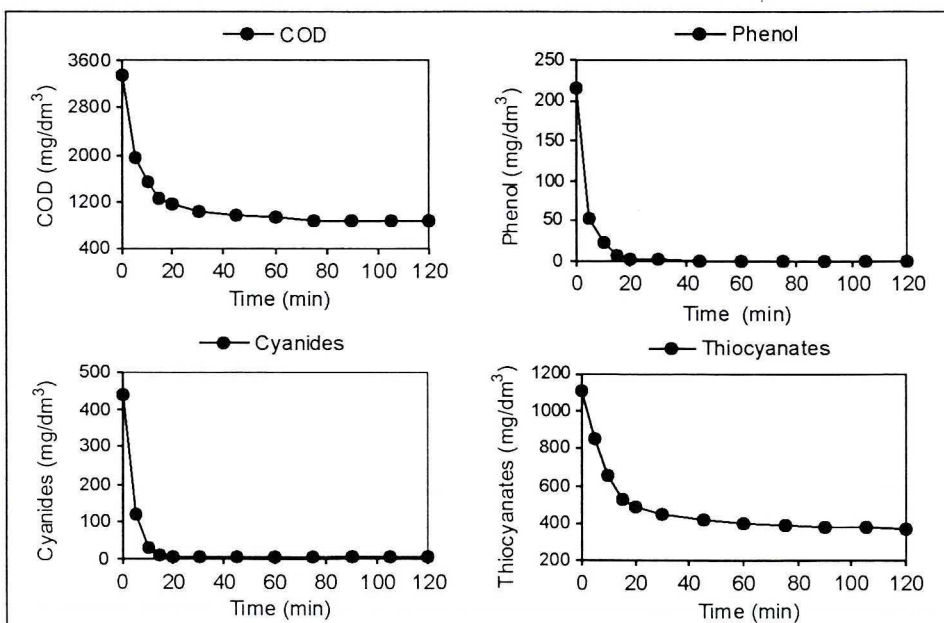 COD
3600
2800
2000
1200
400
COD (mg/dm³)
0 20 40 60 80 100 120
Time (min)
Phenol
250
200
150
100
50
0
Phenol (mg/dm³)
0 20 40 60 80 100 120
Time (min)
Cyanides
500
400
300
200
100
0
Cyanides (mg/dm³)
0 20 40 60 80 100 120
Time (min)
Thiocyanates
1200
1000
800
600
400
200
Thiocyanates (mg/dm³)
0 20 40 60 80 100 120
Time (min)